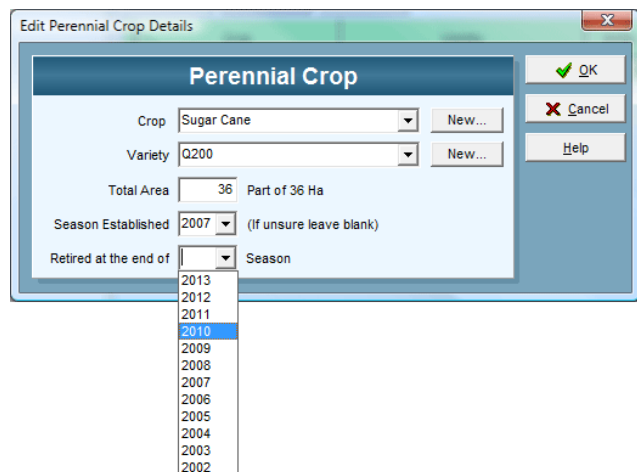 Edit Perennial Crop Details
Perennial Crop
OK
Cancel
Help
Crop Sugar Cane New...
Variety Q200 New...
Total Area 36 Part of 36 Ha
Season Established 2007 (If unsure leave blank)
Retired at the end of Season
2013
2012
2011
2010
2009
2008
2007
2006
2005
2004
2003
2002